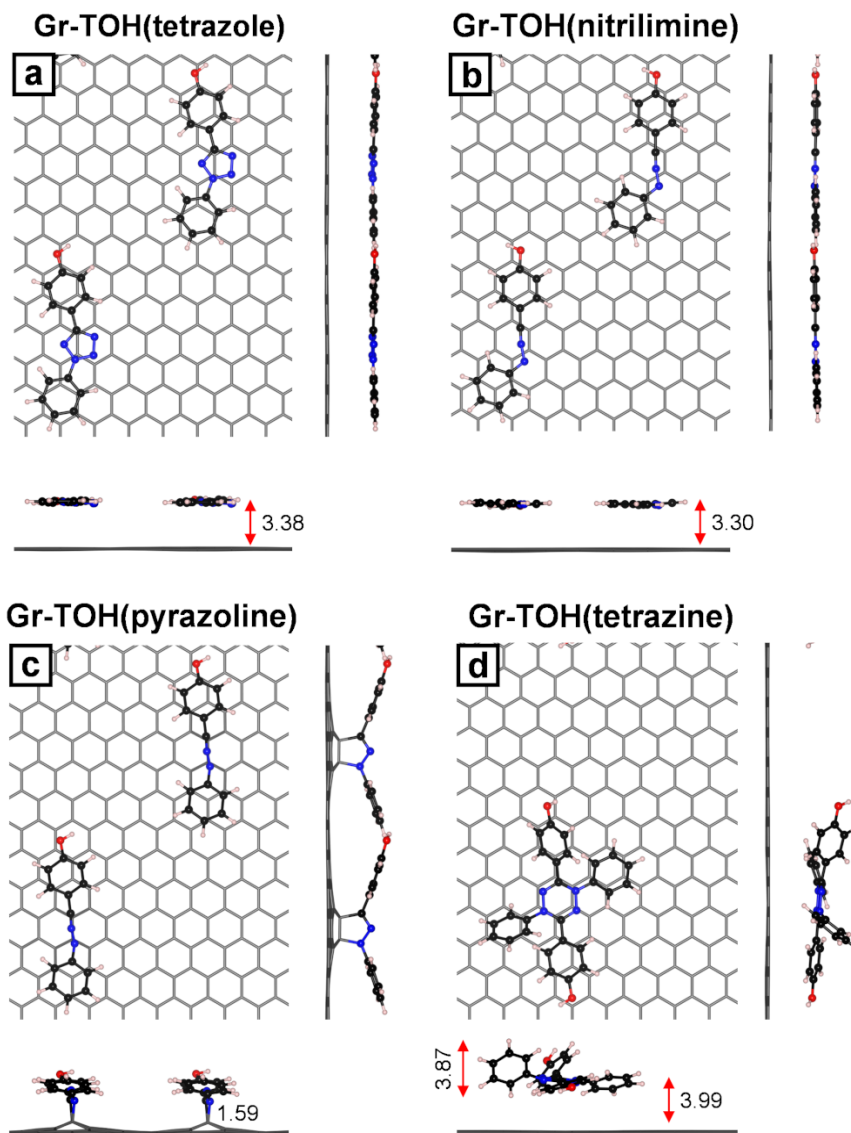 Gr-TOH(tetrazole)
Gr-TOH(nitrilimine)
a
b
3.38
3.30
Gr-TOH(pyrazoline)
Gr-TOH(tetrazine)
c
d
1.59
3.87
3.99